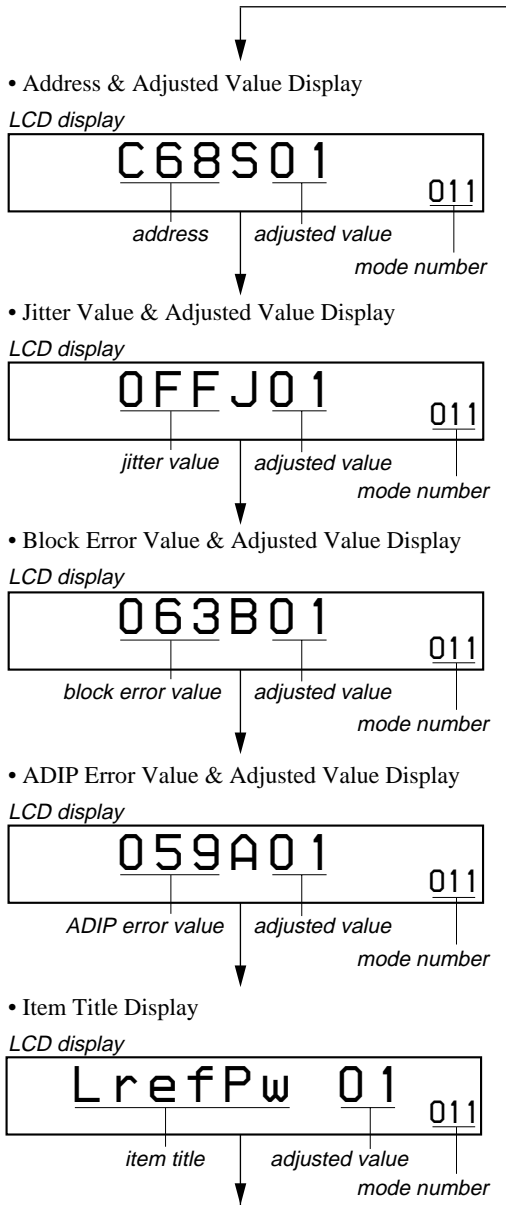 • Address & Adjusted Value Display
LCD display
C68S01
011
address adjusted value
mode number
• Jitter Value & Adjusted Value Display
LCD display
0FFJ01
011
jitter value adjusted value
mode number
• Block Error Value & Adjusted Value Display
LCD display
063B01
011
block error value adjusted value
mode number
• ADIP Error Value & Adjusted Value Display
LCD display
059A01
011
ADIP error value adjusted value
mode number
• Item Title Display
LCD display
LrefPw 01
011
item title adjusted value
mode number